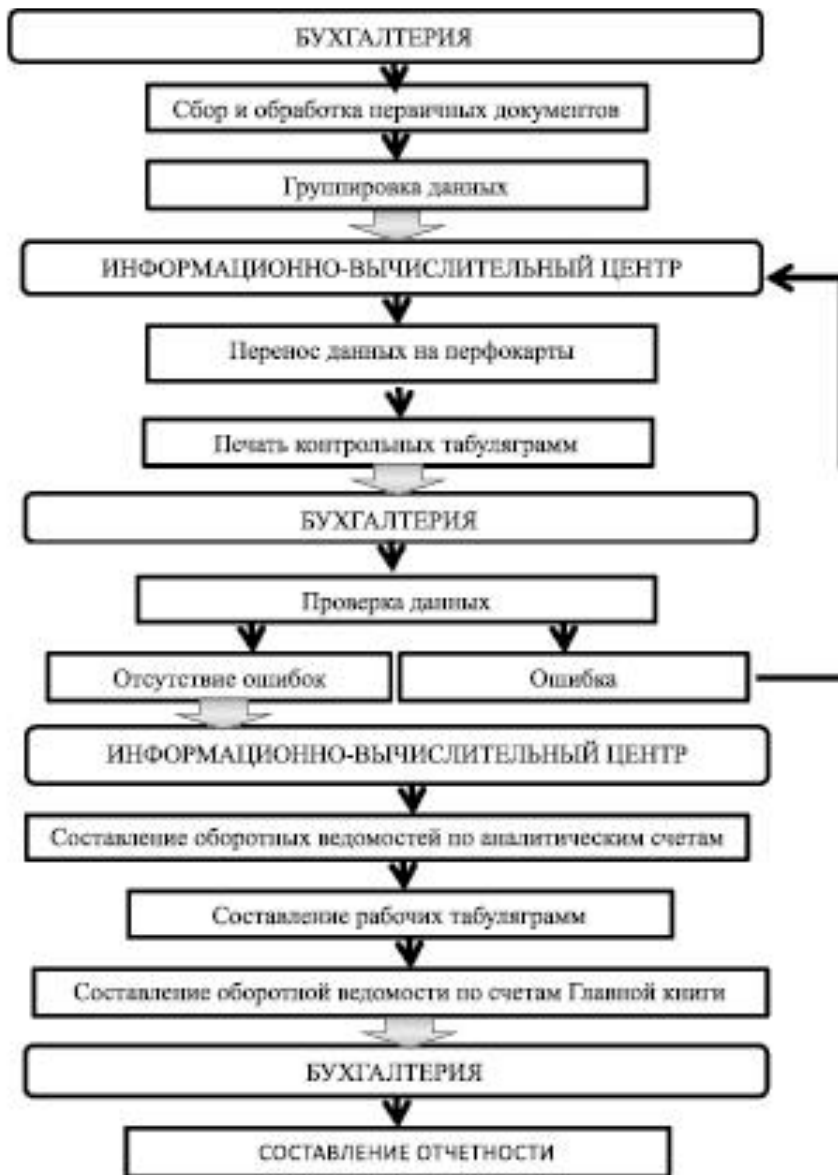 БУХГАЛТЕРИЯ
Сбор и обработка первичных документов
Группировка данных
ИНФОРМАЦИОННО-ВЫЧИСЛИТЕЛЬНЫЙ ЦЕНТР
Перенос данных на перфокарты
Печать контрольных табуляграмм
БУХГАЛТЕРИЯ
Проверка данных
Отсутствие ошибок
Ошибка
ИНФОРМАЦИОННО-ВЫЧИСЛИТЕЛЬНЫЙ ЦЕНТР
Составление оборотных ведомостей по аналитическим счетам
Составление рабочих табуляграмм
Составление оборотной ведомости по счетам Главной книги
БУХГАЛТЕРИЯ
СОСТАВЛЕНИЕ ОТЧЕТНОСТИ